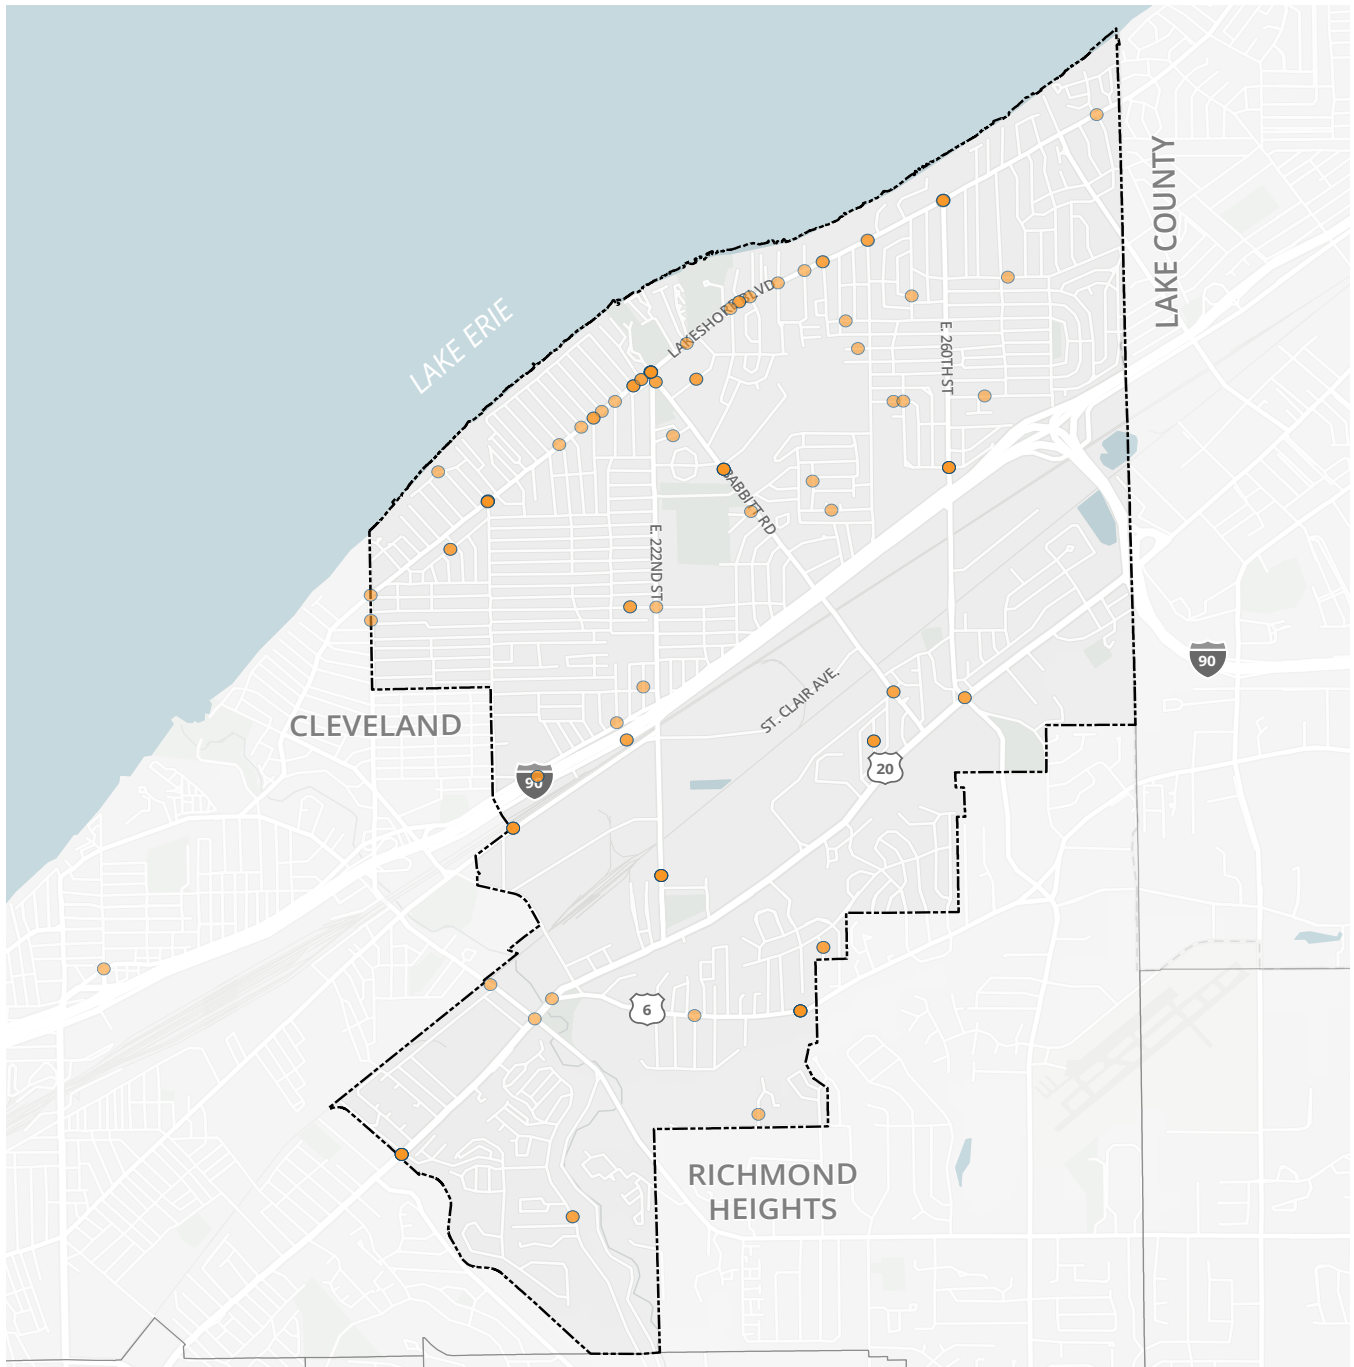 LAKE COUNTY
LAKE ERIE
LAKESHORE BLVD
E. 260TH ST
BABBITT RD
E. 222ND ST
90
ST. CLAIR AVE.
CLEVELAND
20
90
6
RICHMOND
HEIGHTS